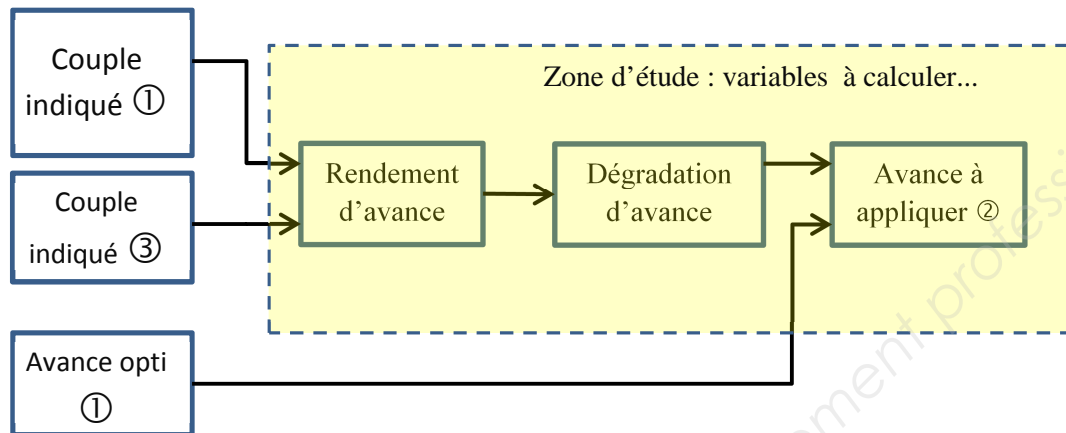 Couple
indiqué ①
Zone d’étude : variables à calculer...
Rendement
d’avance
Dégradation
d’avance
Avance à
appliquer ②
Couple
indiqué ③
Avance opti
①